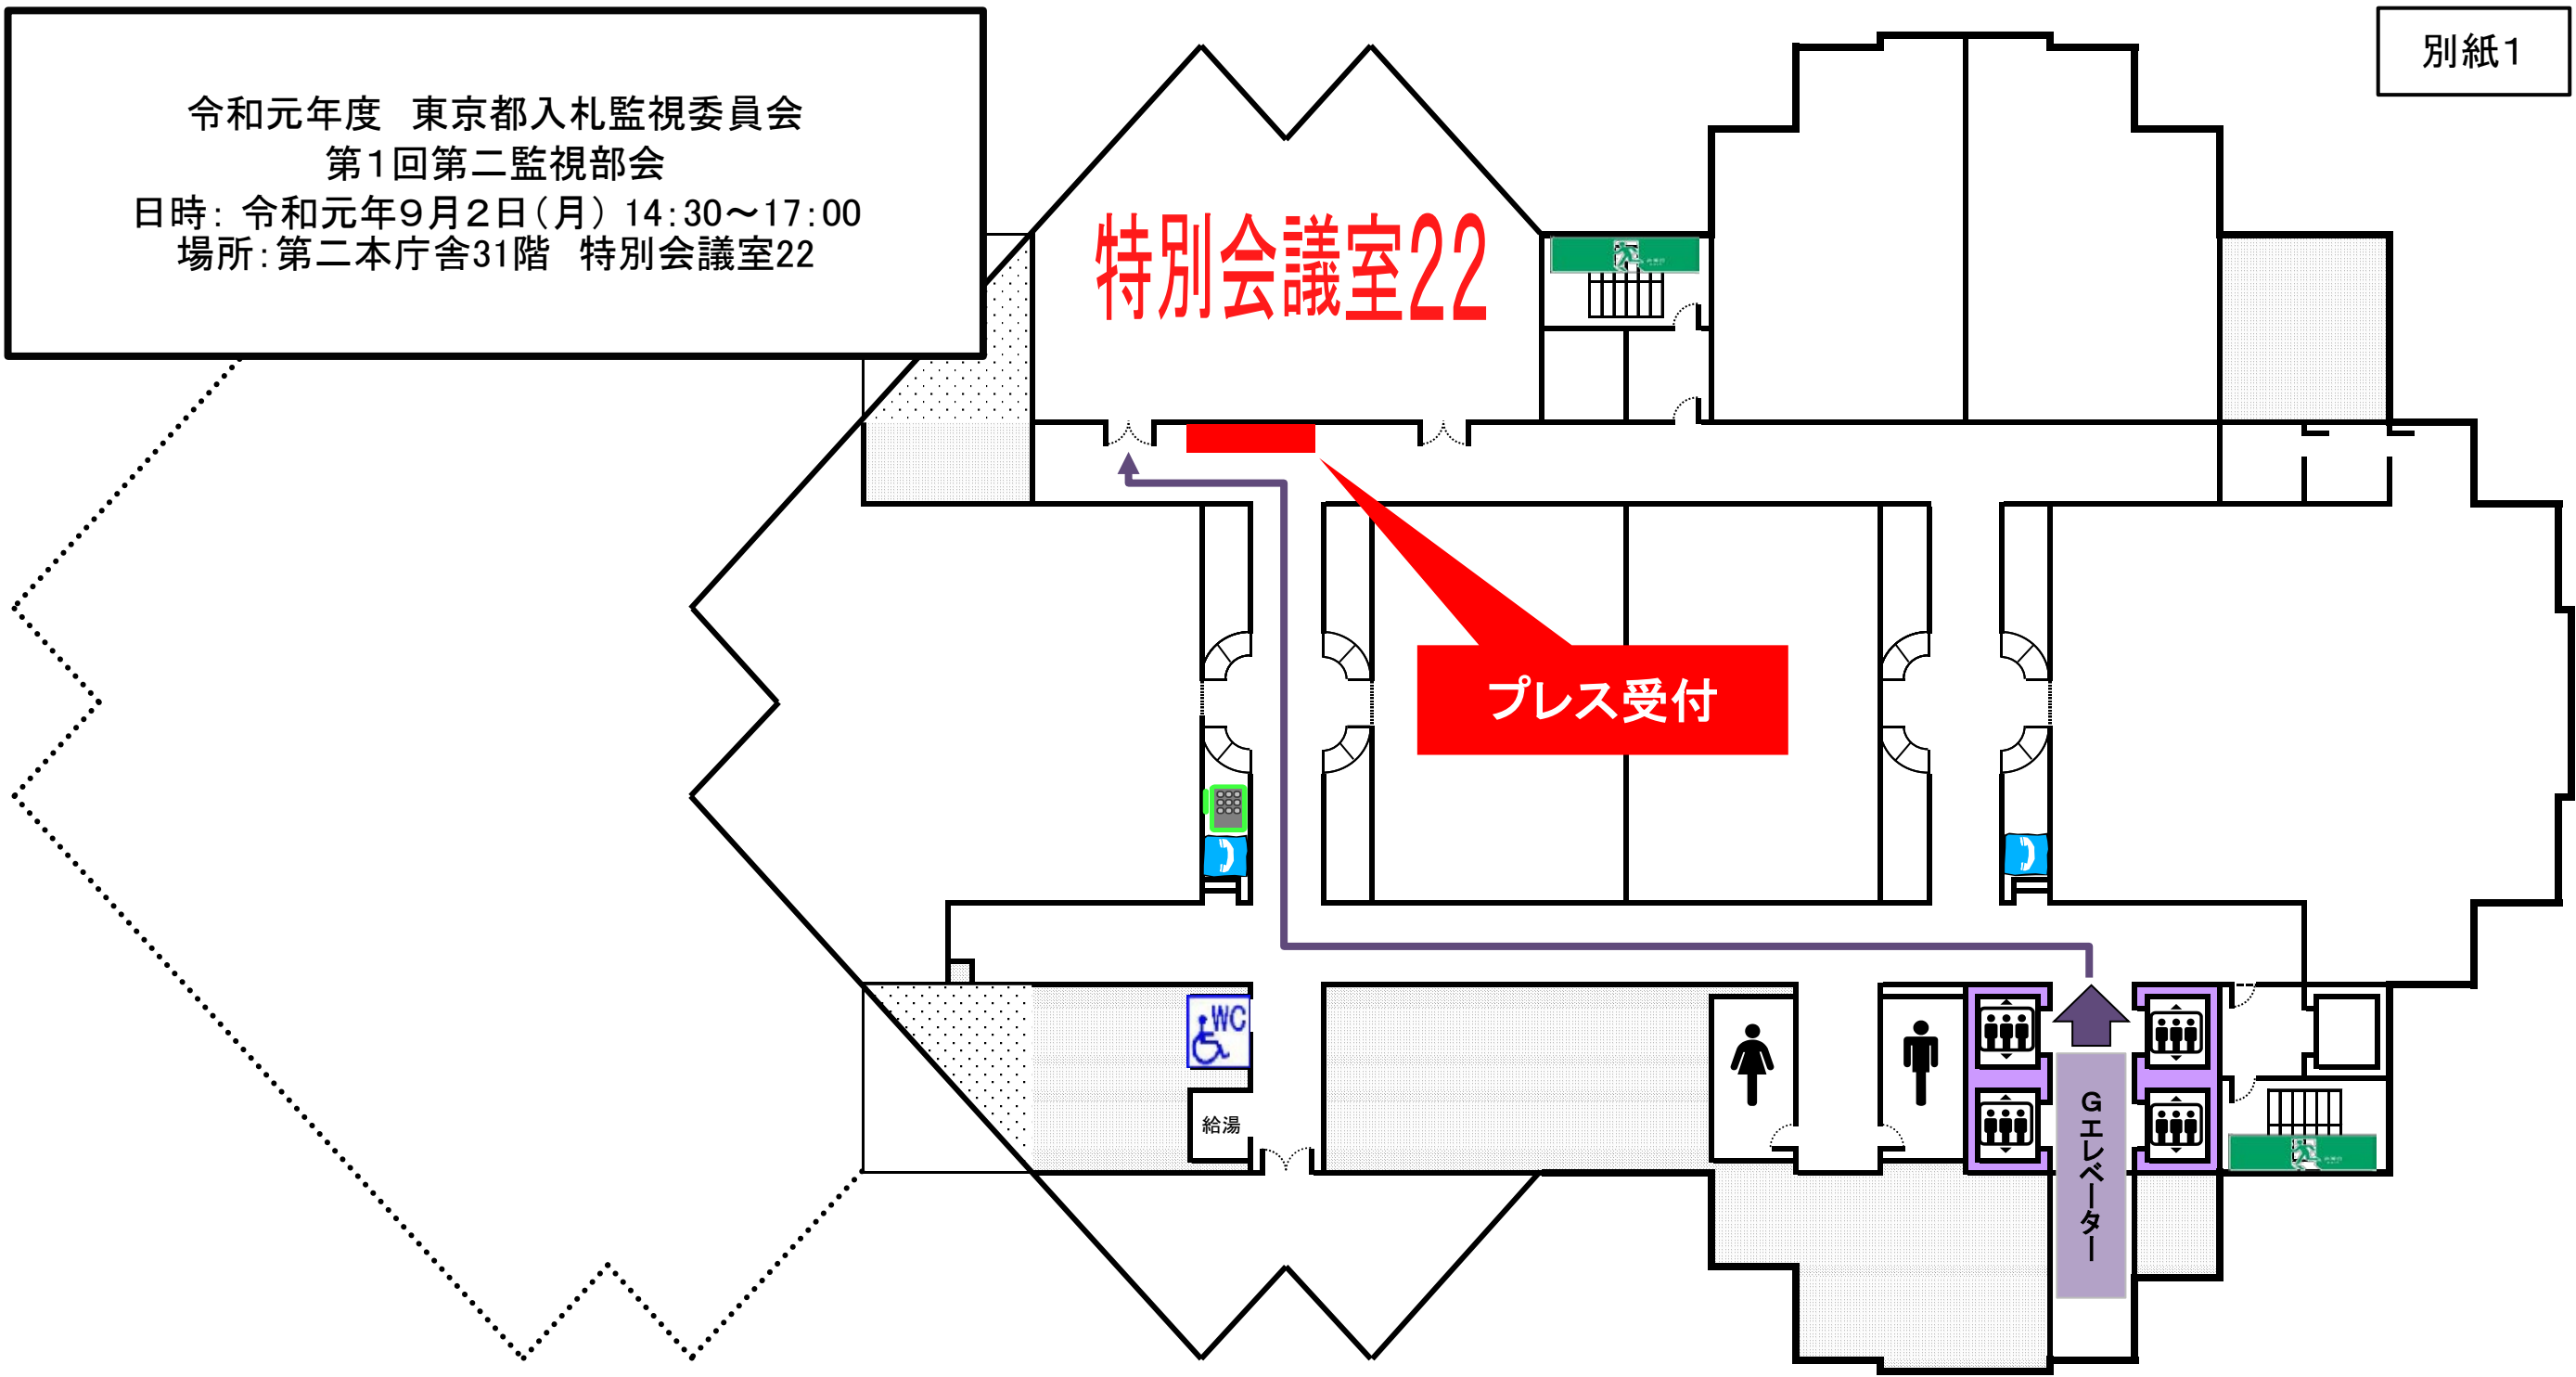 別紙1
令和元年度　東京都入札監視委員会
第1回第二監視部会
日時：令和元年９月２日（月）14：30～17：00
場所：第二本庁舎31階　特別会議室22
特別会議室22
プレス受付
WC
給湯
Gエレベーター